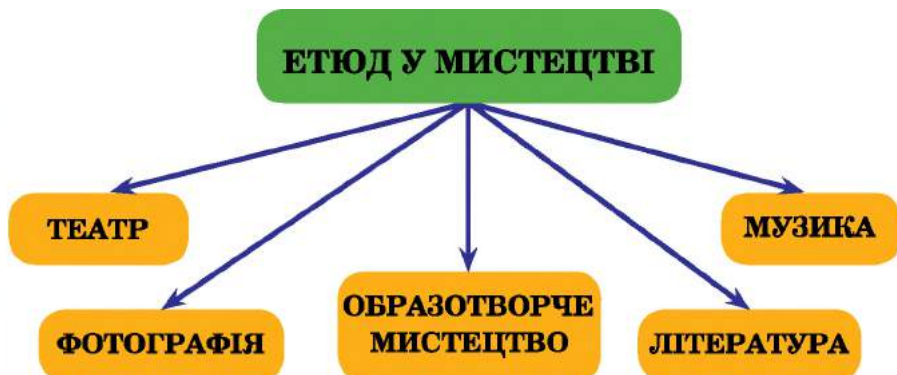 ЕТЮД У МИСТЕЦТВІ
ТЕАТР
МУЗИКА
ФОТОГРАФІЯ
ОБРАЗОТВОРЧЕ
МИСТЕЦТВО
ЛІТЕРАТУРА